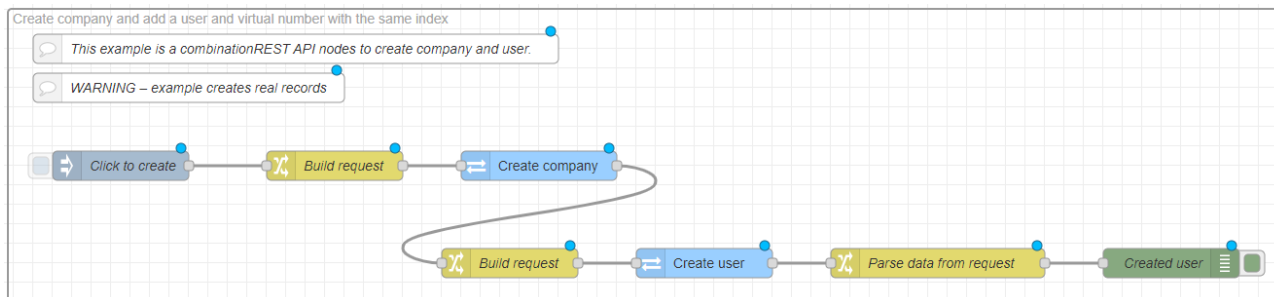 Create company and add a user and virtual number with the same index
This example is a combinationREST API nodes to create company and user.
WARNING – example creates real records
Click to create
Build request
Create company
Build request
Create user
Parse data from request
Created user